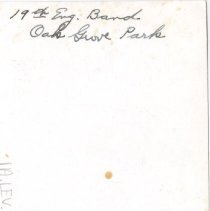 19th Eng. Band
Oak Grove Park